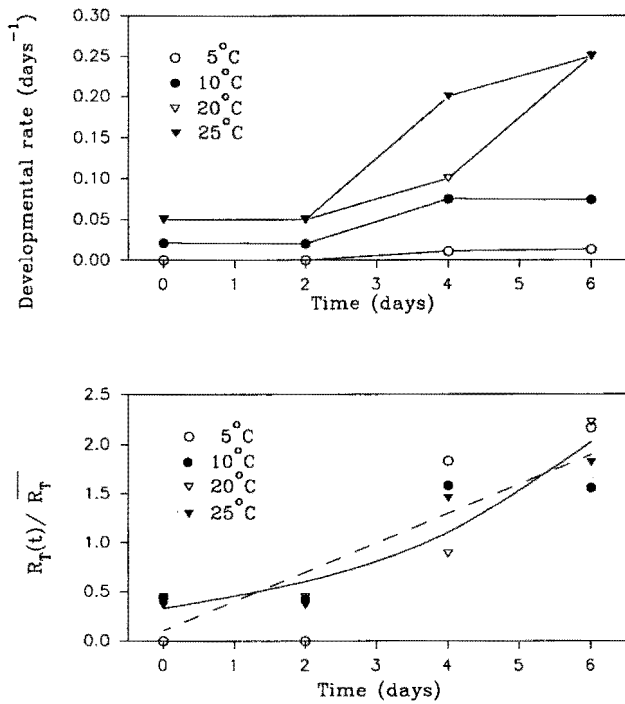 Developmental rate (days⁻¹)
0.30
0.25
0.20
0.15
0.10
0.05
0.00
5°C
10°C
20°C
25°C
0 1 2 3 4 5 6
Time (days)
R_T(t)/ R̅_T̅
2.5
2.0
1.5
1.0
0.5
0.0
5°C
10°C
20°C
25°C
0 1 2 3 4 5 6
Time (days)